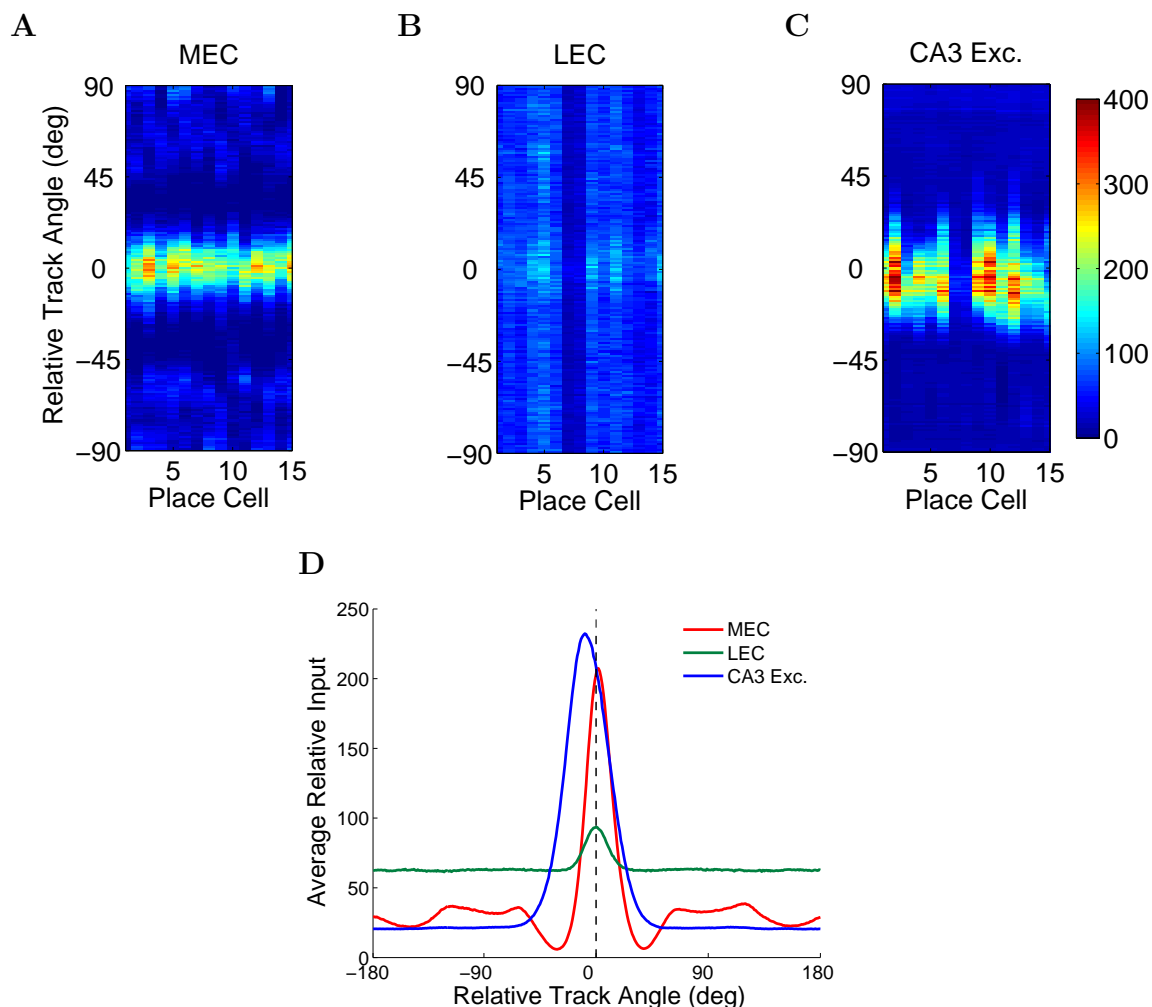 A
MEC
Relative Track Angle (deg)
90
45
0
−45
−90
5 10 15
Place Cell
B
LEC
90
45
0
−45
−90
5 10 15
Place Cell
C
CA3 Exc.
90
45
0
−45
−90
5 10 15
Place Cell
400
300
200
100
0
D
Average Relative Input
250
200
150
100
50
0
MEC
LEC
CA3 Exc.
−180 −90 0 90 180
Relative Track Angle (deg)